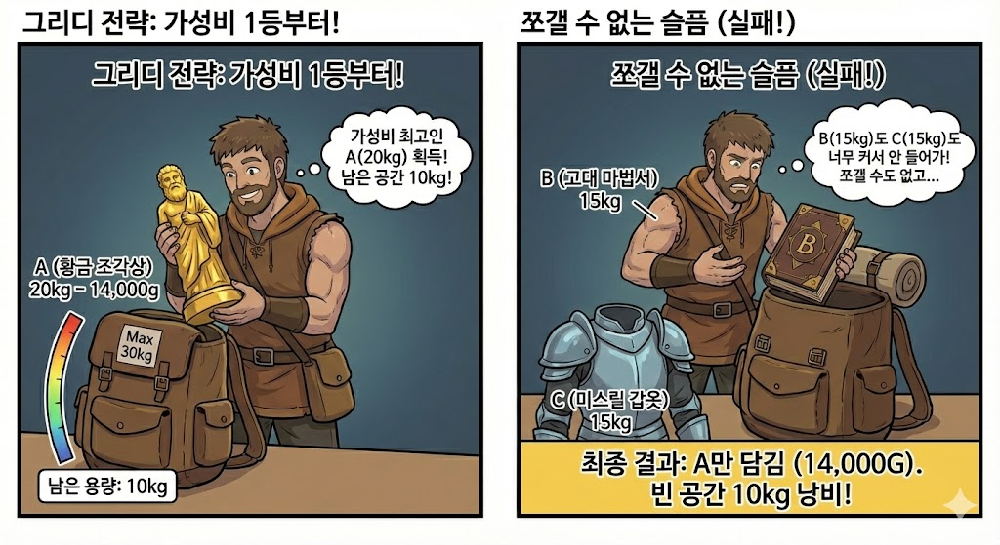 그리디 전략: 가성비 1등부터!
그리디 전략: 가성비 1등부터!
가성비 최고인
A(20kg) 획득!
남은 공간 10kg!
A (황금 조각상)
20kg – 14,000g
Max
30kg
남은 용량: 10kg
쪼갤 수 없는 슬픔 (실패!)
쪼갤 수 없는 슬픔 (실패!)
B(15kg)도 C(15kg)도
너무 커서 안 들어가!
쪼갤 수도 없고...
B (고대 마법서)
15kg
B
C (미스릴 갑옷)
15kg
최종 결과: A만 담김 (14,000G).
빈 공간 10kg 낭비!